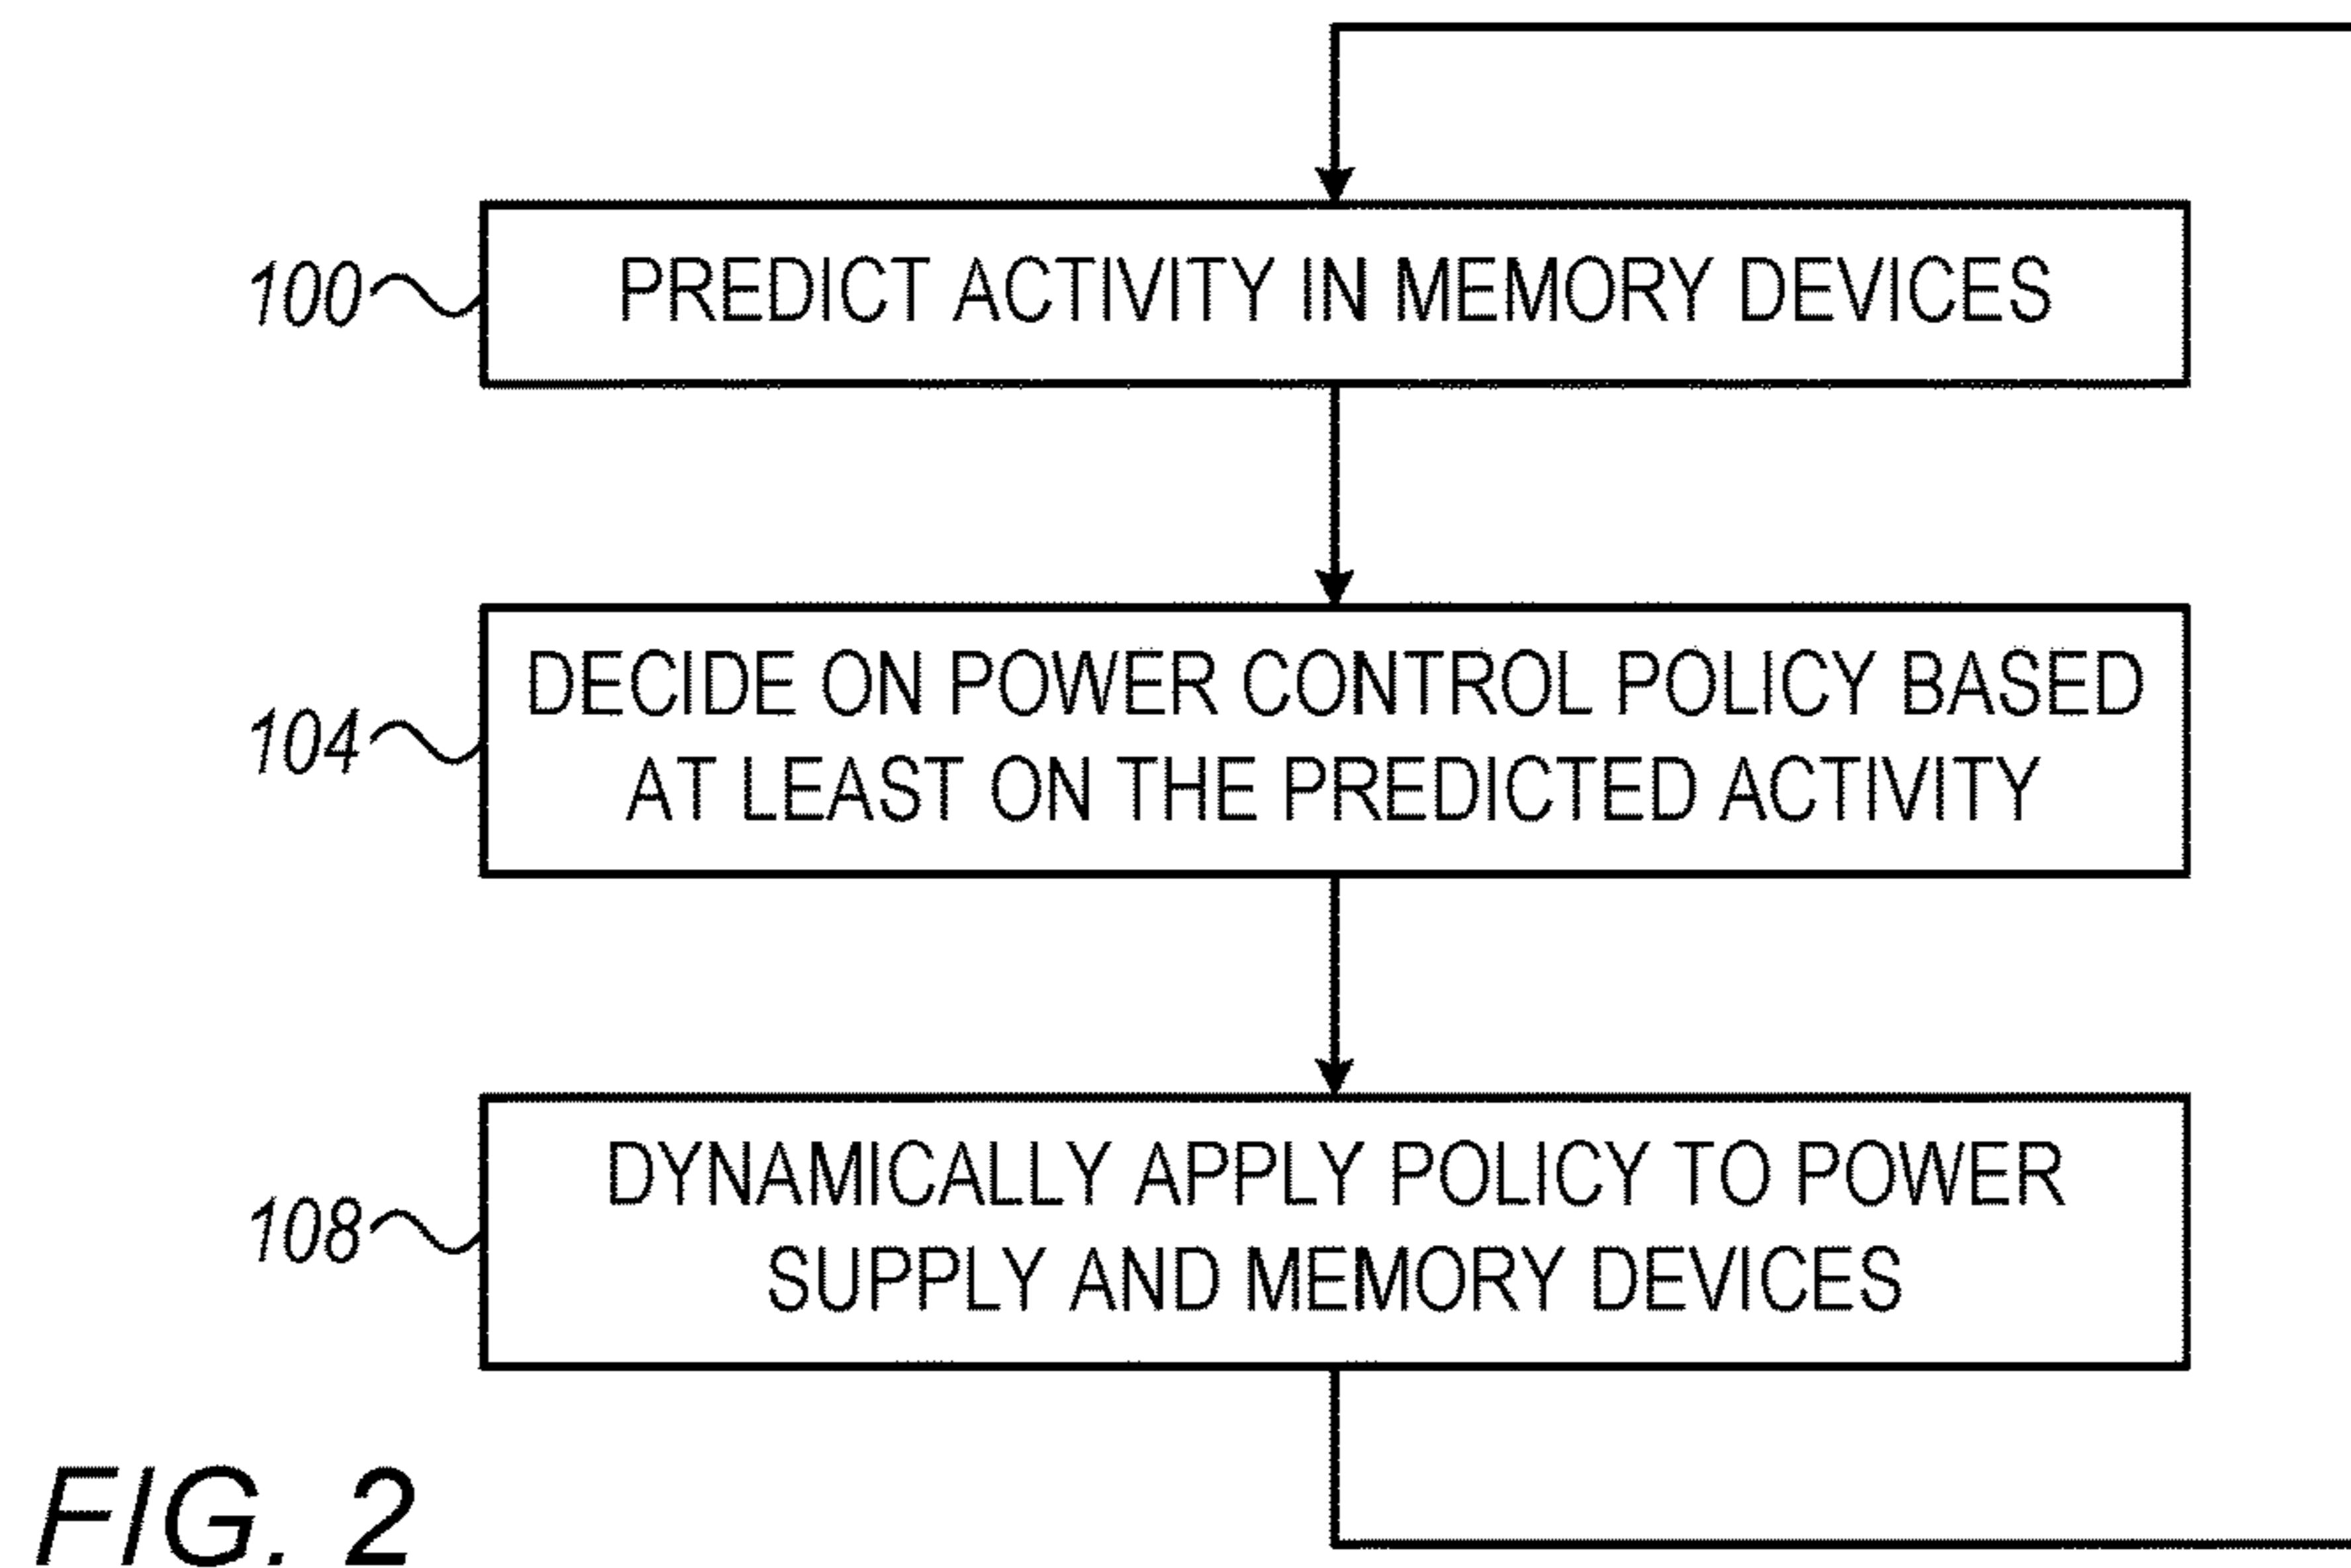 100
PREDICT ACTIVITY IN MEMORY DEVICES
104
DECIDE ON POWER CONTROL POLICY BASED
AT LEAST ON THE PREDICTED ACTIVITY
108
DYNAMICALLY APPLY POLICY TO POWER
SUPPLY AND MEMORY DEVICES
FIG. 2